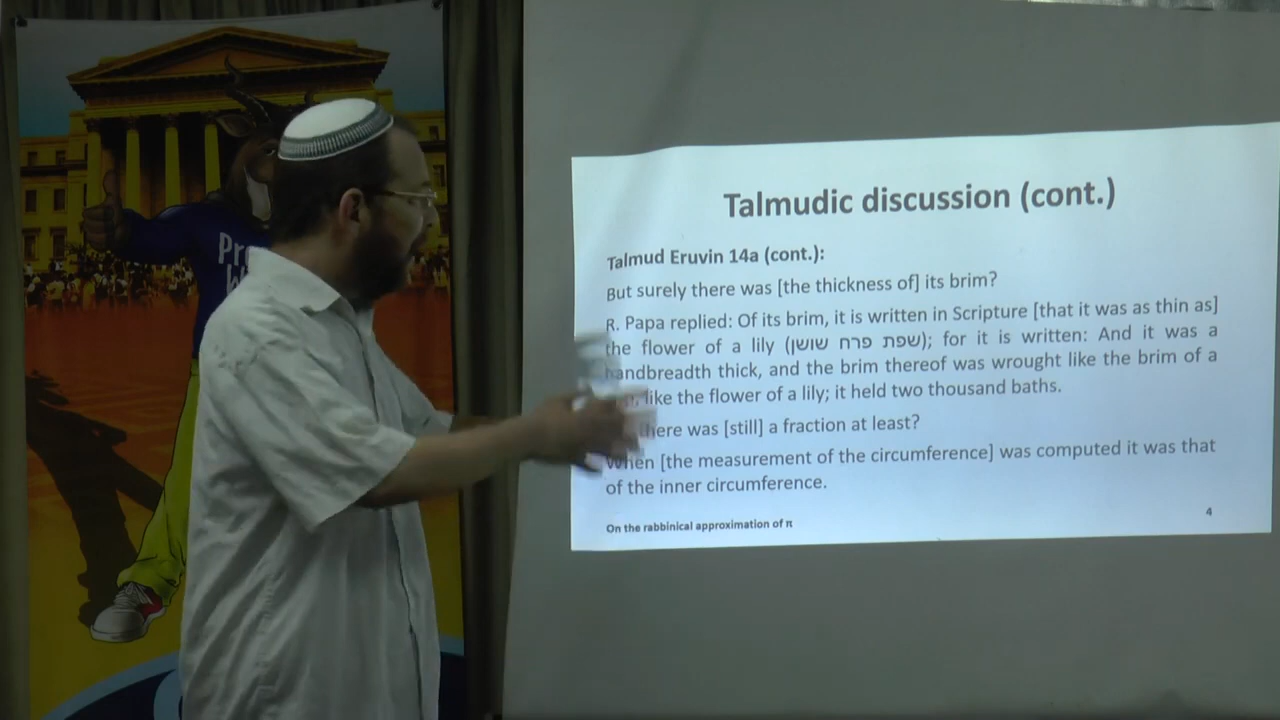 Pr
Talmudic discussion (cont.)
Talmud Eruvin 14a (cont.):
But surely there was [the thickness of] its brim?
R. Papa replied: Of its brim, it is written in Scripture [that it was as thin as]
the flower of a lily (שפת פרח שושן); for it is written: And it was a
handbreadth thick, and the brim thereof was wrought like the brim of a
like the flower of a lily; it held two thousand baths.
there was [still] a fraction at least?
When [the measurement of the circumference] was computed it was that
of the inner circumference.
On the rabbinical approximation of π
4